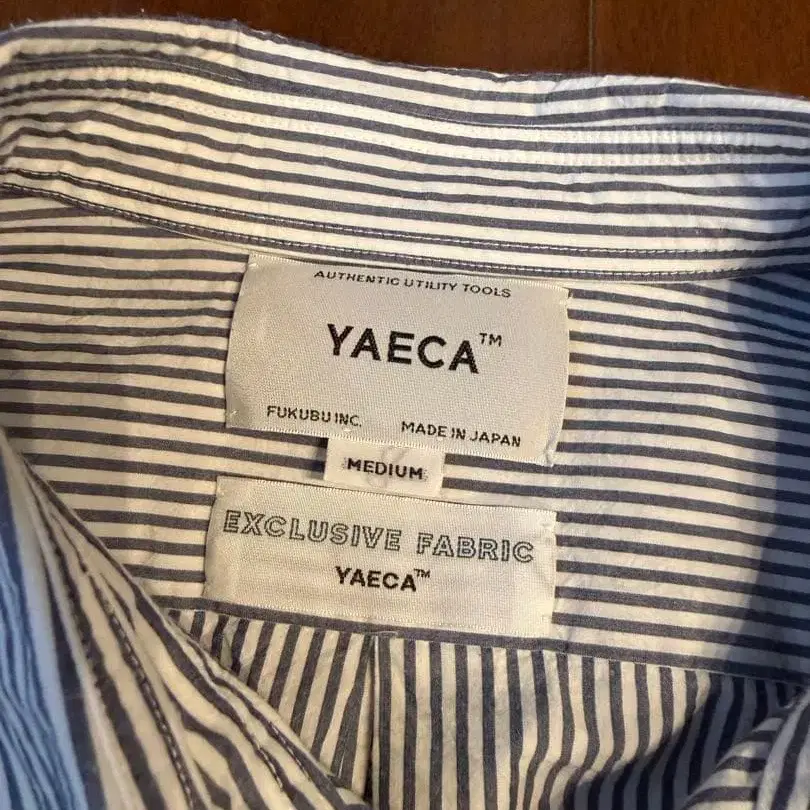 AUTHENTIC UTILITY TOOLS
YAECA™
FUKUBU INC. MADE IN JAPAN
MEDIUM
EXCLUSIVE FABRIC
YAECA™